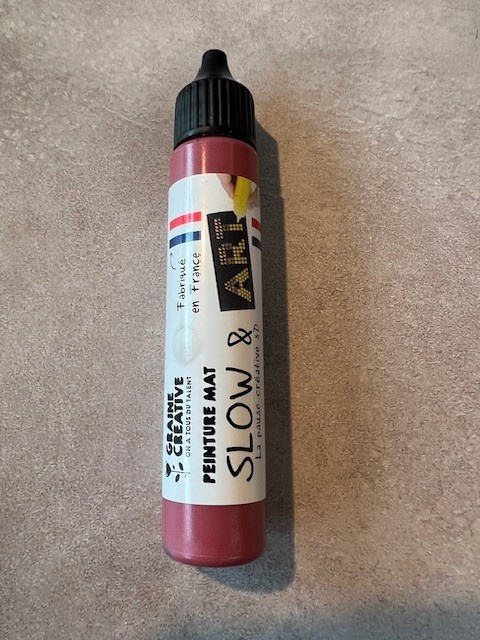 GRAINE
CRÉATIVE
ON A TOUS DU TALENT
Fabriqué
en france
PEINTURE MAT
SLOW & ART
La pause créative 3D